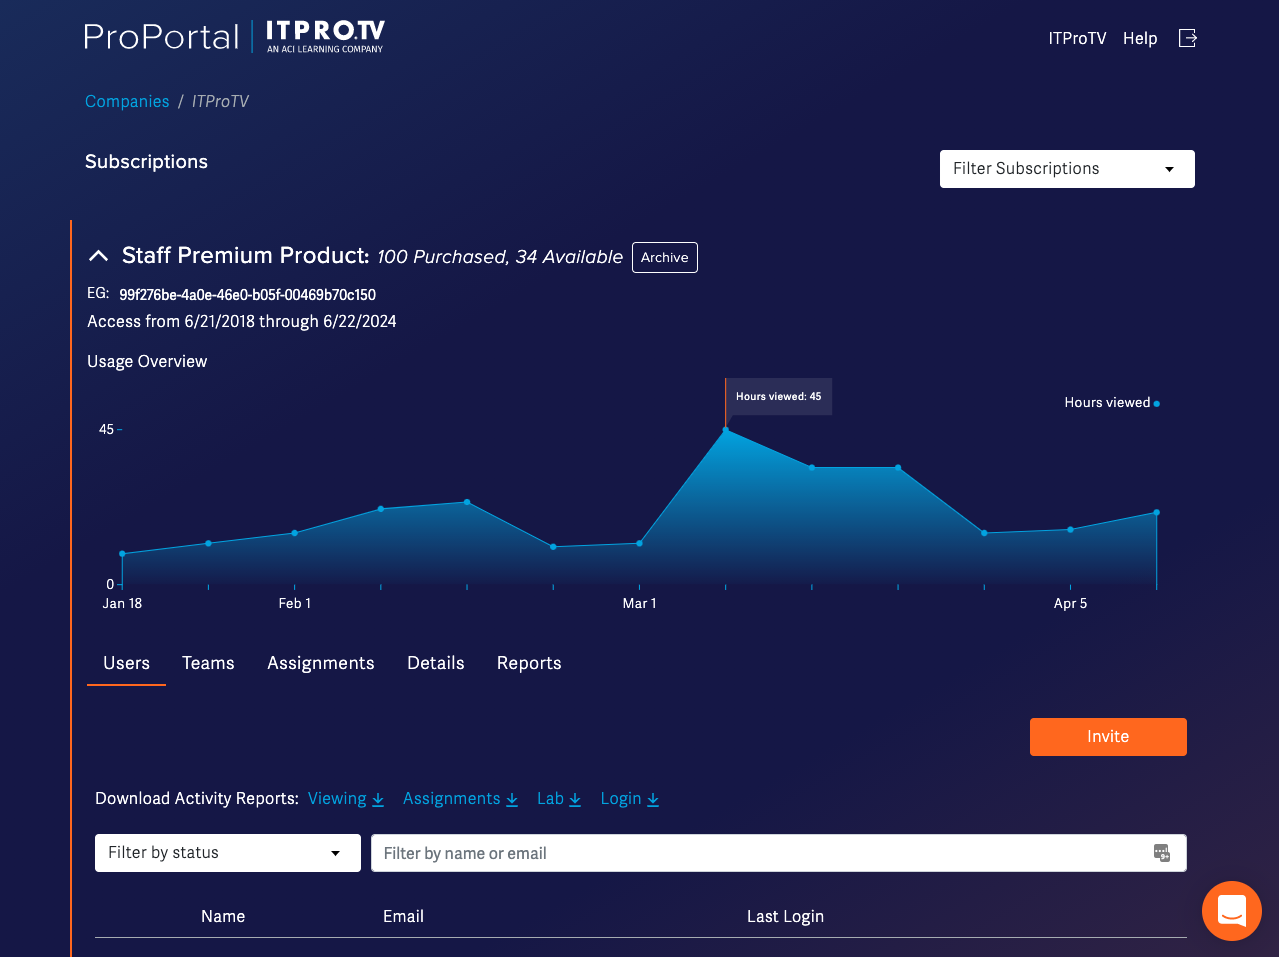 ProPortal | ITPRO.TV
AN ACI LEARNING COMPANY
ITProTV Help
Companies / ITProTV
Subscriptions
Filter Subscriptions
Staff Premium Product: 100 Purchased, 34 Available Archive
EG: 99f276be-4a0e-46e0-b05f-00469b70c150
Access from 6/21/2018 through 6/22/2024
Usage Overview
Hours viewed: 45
Hours viewed
45
0
Jan 18 Feb 1 Mar 1 Apr 5
Users Teams Assignments Details Reports
Invite
Download Activity Reports: Viewing Assignments Lab Login
Filter by status Filter by name or email
9+
Name Email Last Login